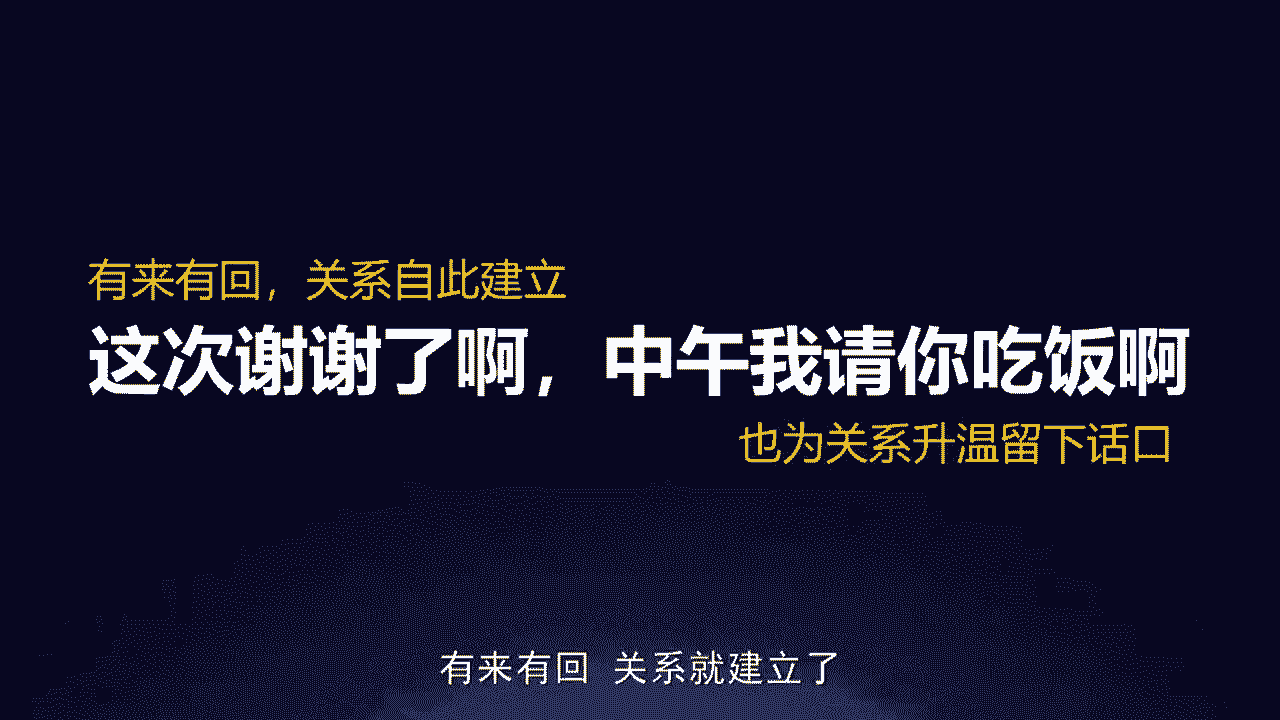 有来有回，关系自此建立
这次谢谢了啊，中午我请你吃饭啊
也为关系升温留下话口
有来有回 关系就建立了